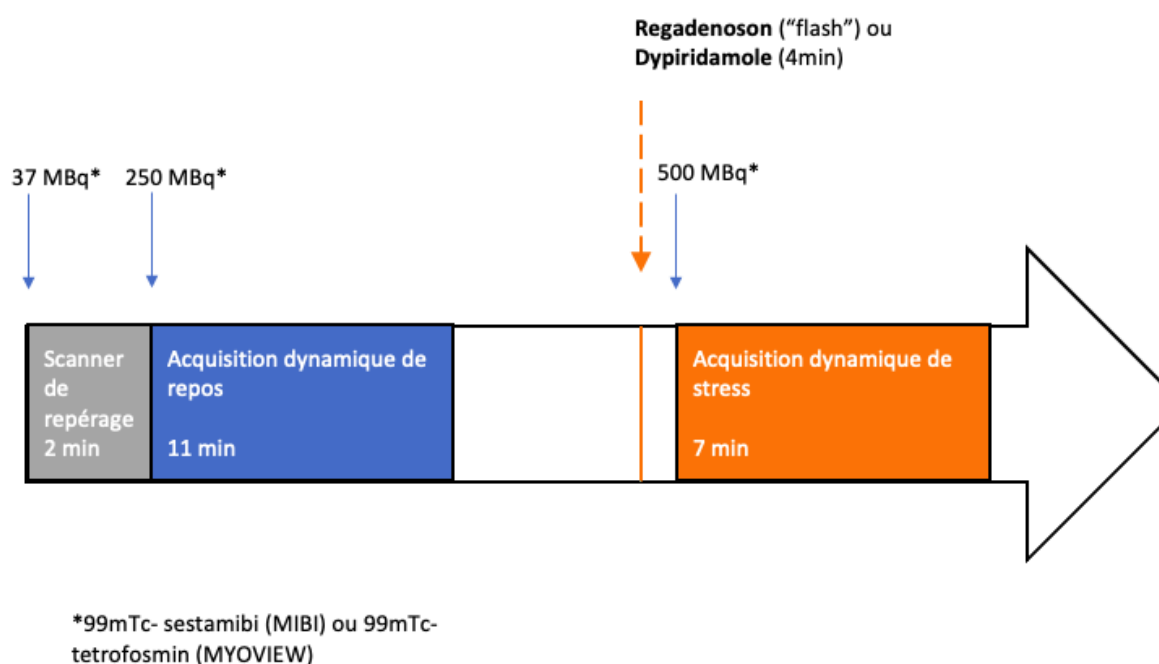 Regadenoson (“flash”) ou
Dypiridamole (4min)
37 MBq*
250 MBq*
500 MBq*
Scanner
de
repérage
2 min
Acquisition dynamique de
repos
11 min
Acquisition dynamique de
stress
7 min
*99mTc- sestamibi (MIBI) ou 99mTc-
tetrofosmin (MYOVIEW)